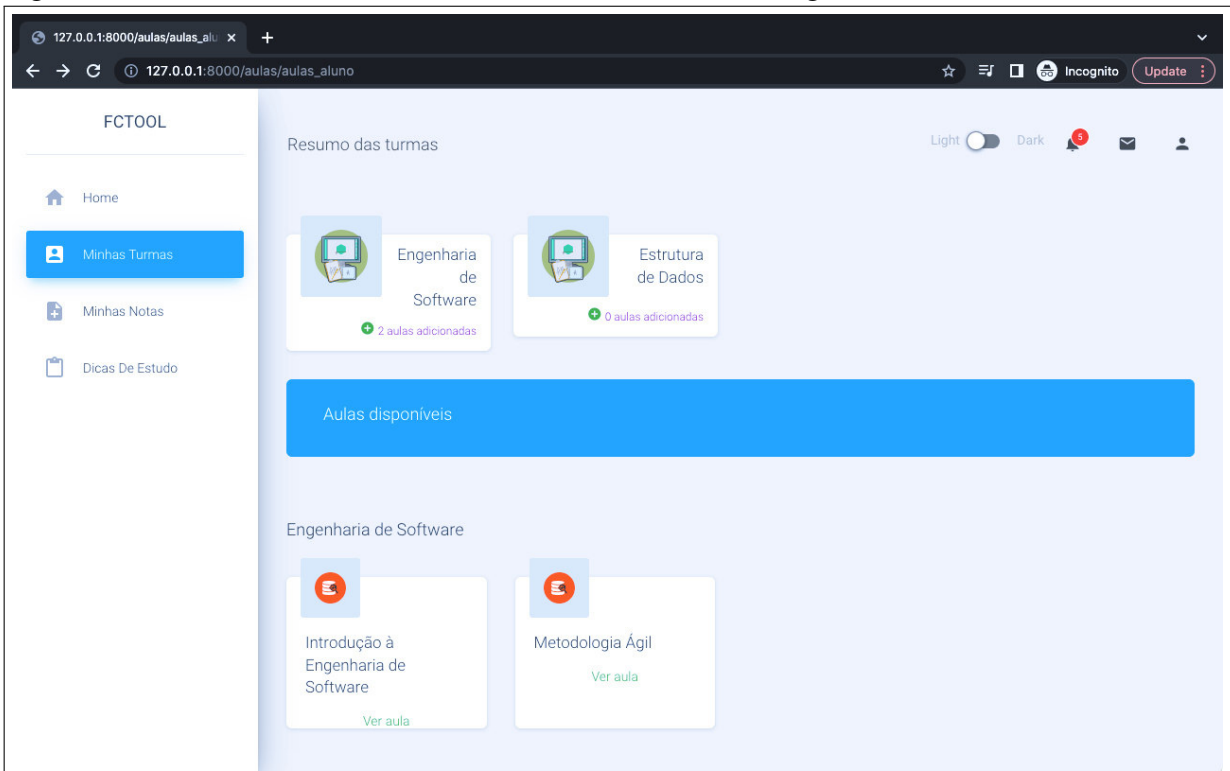 127.0.0.1:8000/aulas/aulas_alu
127.0.0.1:8000/aulas/aulas_aluno
Incognito
Update
FCTOOL
Home
Minhas Turmas
Minhas Notas
Dicas De Estudo
Resumo das turmas
Light
Dark
5
Engenharia
de
Software
2 aulas adicionadas
Estrutura
de Dados
0 aulas adicionadas
Aulas disponíveis
Engenharia de Software
Introdução à
Engenharia de
Software
Ver aula
Metodologia Ágil
Ver aula